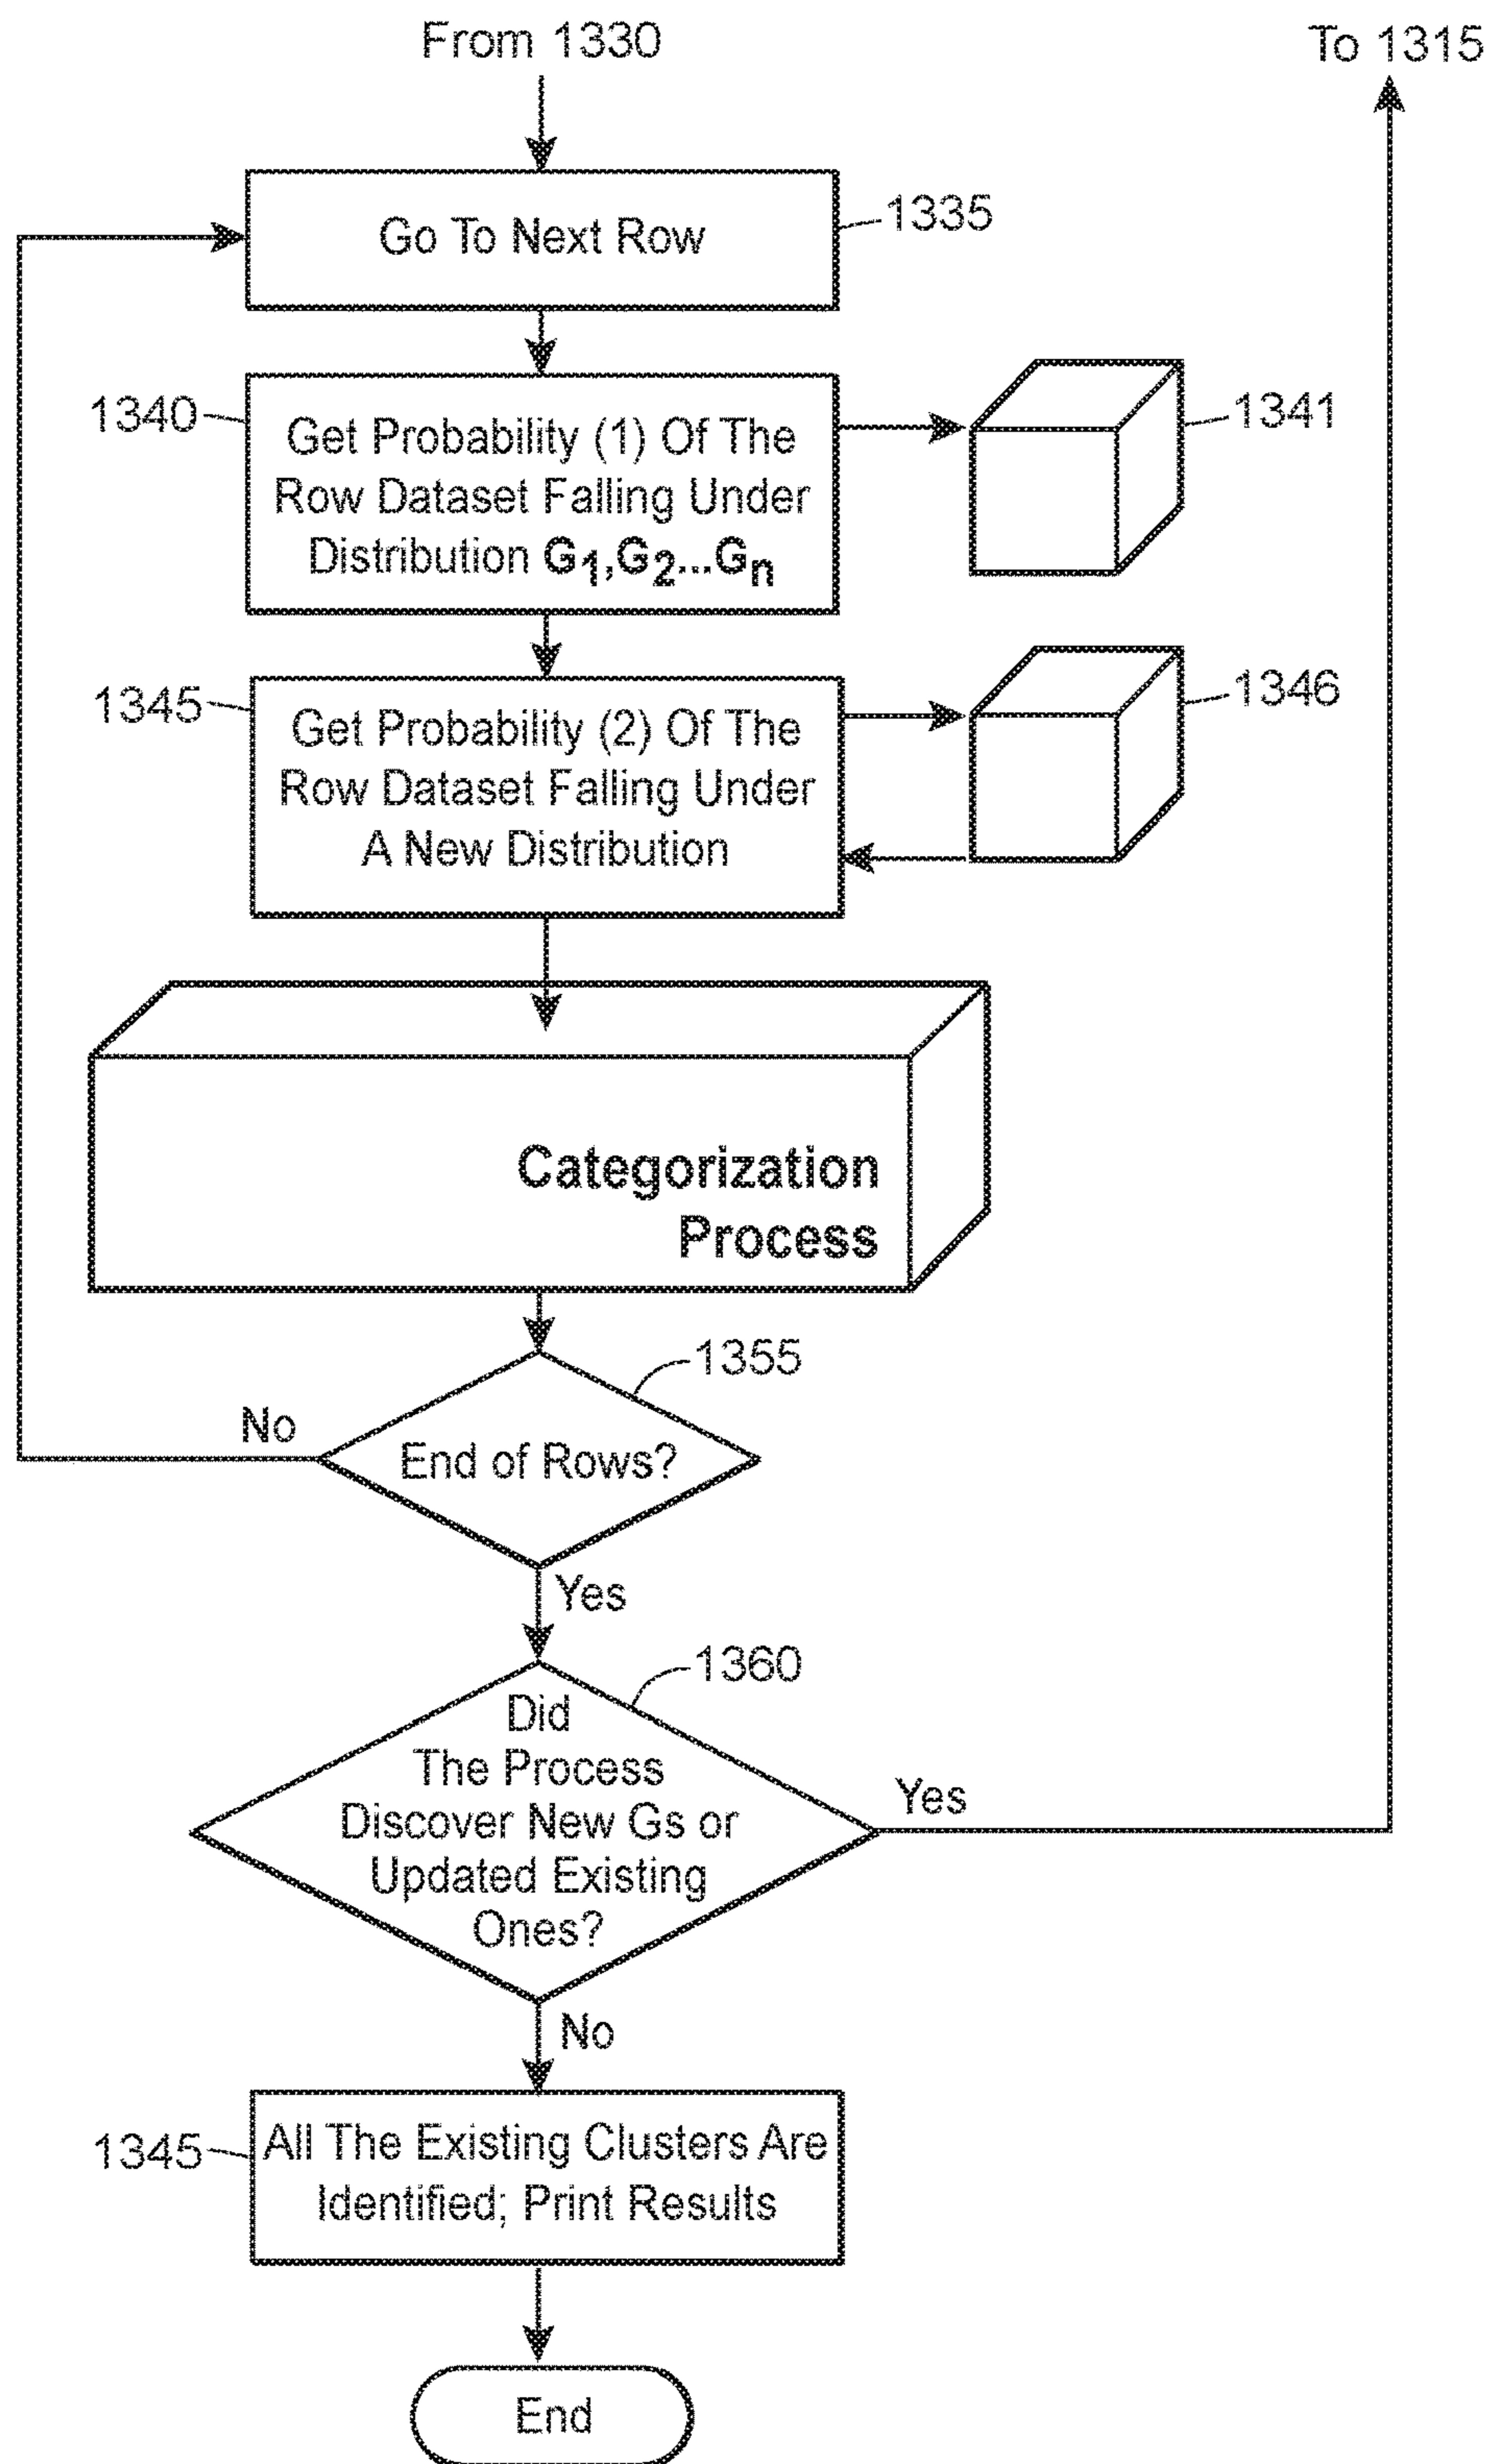 From 1330
To 1315
Go To Next Row
1335
1340
Get Probability (1) Of The
Row Dataset Falling Under
Distribution G1,G2...Gn
1341
1345
Get Probability (2) Of The
Row Dataset Falling Under
A New Distribution
1346
Categorization
Process
1355
No
End of Rows?
Yes
1360
Did
The Process
Discover New Gs or
Updated Existing
Ones?
Yes
No
1345
All The Existing Clusters Are
Identified; Print Results
End